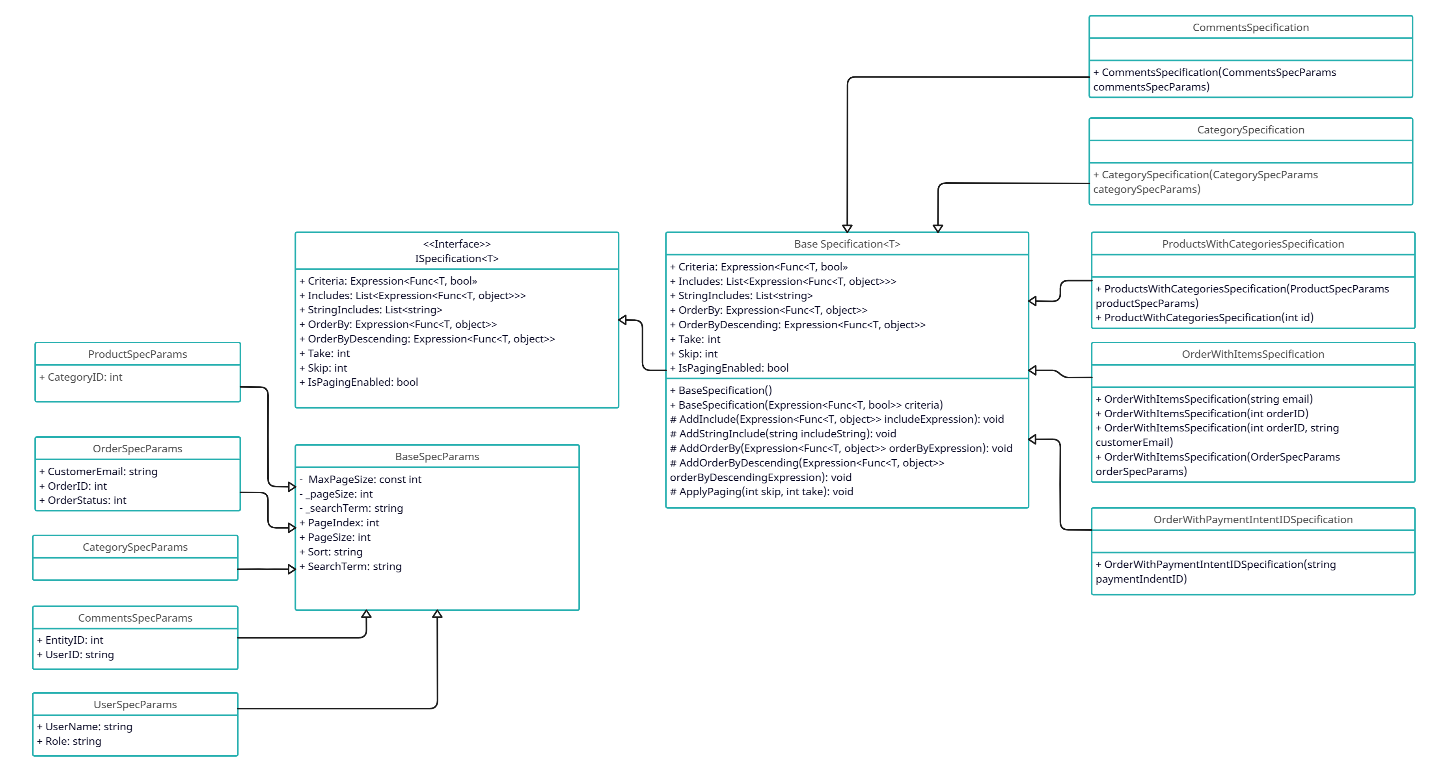 CommentsSpecification
+ CommentsSpecification(CommentsSpecParams
commentsSpecParams)
CategorySpecification
+ CategorySpecification(CategorySpecParams
categorySpecParams)
<<Interface>>
ISpecification<T>
+ Criteria: Expression<Func<T, bool»
+ Includes: List<Expression<Func<T, object>>>
+ StringIncludes: List<string>
+ OrderBy: Expression<Func<T, object>>
+ OrderByDescending: Expression<Func<T, object>>
+ Take: int
+ Skip: int
+ IsPagingEnabled: bool
Base Specification<T>
+ Criteria: Expression<Func<T, bool»
+ Includes: List<Expression<Func<T, object>>>
+ StringIncludes: List<string>
+ OrderBy: Expression<Func<T, object>>
+ OrderByDescending: Expression<Func<T, object>>
+ Take: int
+ Skip: int
+ IsPagingEnabled: bool
+ BaseSpecification()
+ BaseSpecification(Expression<Func<T, bool>> criteria)
# AddInclude(Expression<Func<T, object>> includeExpression): void
# AddStringInclude(string includeString): void
# AddOrderBy(Expression<Func<T, object>> orderByExpression): void
# AddOrderByDescending(Expression<Func<T, object>>
orderByDescendingExpression): void
# ApplyPaging(int skip, int take): void
ProductsWithCategoriesSpecification
+ ProductsWithCategoriesSpecification(ProductSpecParams
productSpecParams)
+ ProductWithCategoriesSpecification(int id)
OrderWithItemsSpecification
+ OrderWithItemsSpecification(string email)
+ OrderWithItemsSpecification(int orderID)
+ OrderWithItemsSpecification(int orderID, string
customerEmail)
+ OrderWithItemsSpecification(OrderSpecParams
orderSpecParams)
OrderWithPaymentIntentIDSpecification
+ OrderWithPaymentIntentIDSpecification(string
paymentIndentID)
ProductSpecParams
+ CategoryID: int
OrderSpecParams
+ CustomerEmail: string
+ OrderID: int
+ OrderStatus: int
CategorySpecParams
CommentsSpecParams
+ EntityID: int
+ UserID: string
UserSpecParams
+ UserName: string
+ Role: string
BaseSpecParams
- MaxPageSize: const int
- _pageSize: int
- _searchTerm: string
+ PageIndex: int
+ PageSize: int
+ Sort: string
+ SearchTerm: string